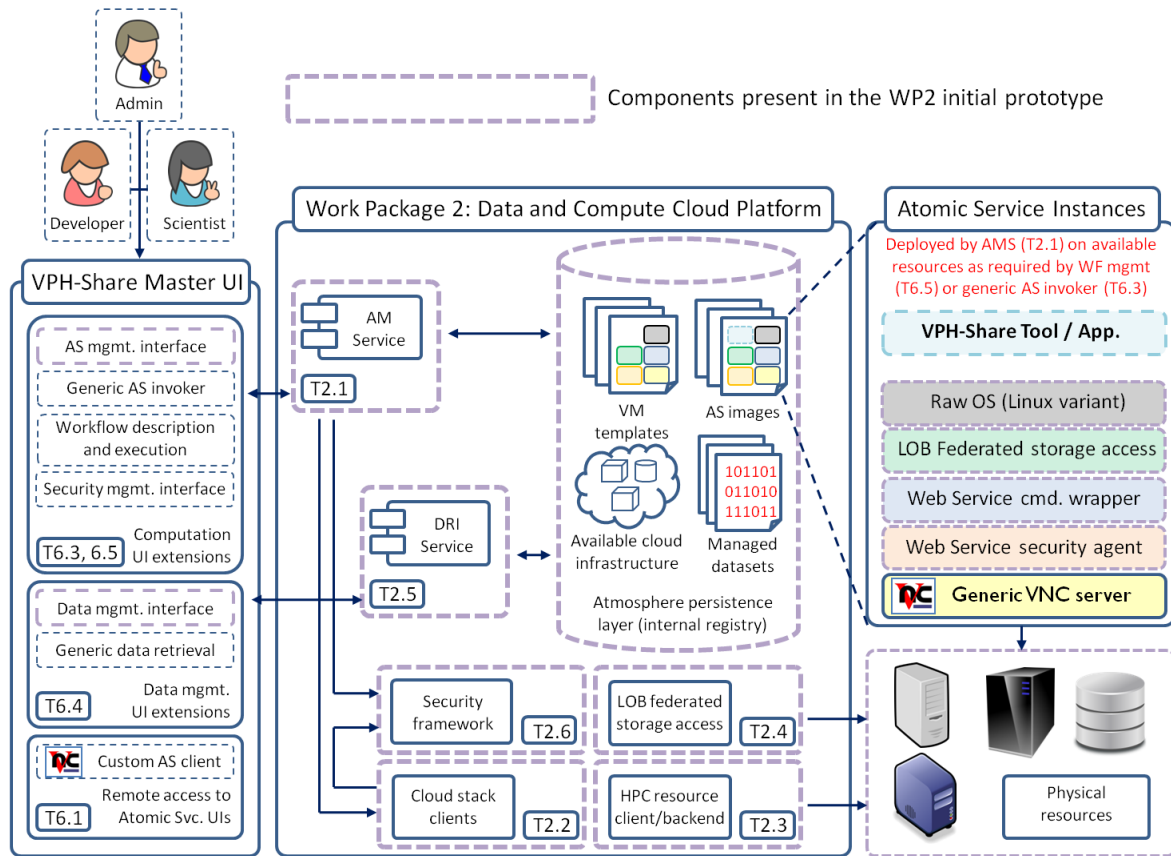 Admin
Developer
Scientist
Components present in the WP2 initial prototype
VPH-Share Master UI
AS mgmt. interface
Generic AS invoker
Workflow description
and execution
Security mgmt. interface
T6.3, 6.5
Computation
UI extensions
Data mgmt. interface
Generic data retrieval
T6.4
Data mgmt.
UI extensions
VNC
Custom AS client
T6.1
Remote access to
Atomic Svc. UIs
Work Package 2: Data and Compute Cloud Platform
AM
Service
T2.1
DRI
Service
T2.5
VM
templates
AS images
Available cloud
infrastructure
101101
011010
111011
Managed
datasets
Atmosphere persistence
layer (internal registry)
Security
framework
T2.6
LOB federated
storage access
T2.4
Cloud stack
clients
T2.2
HPC resource
client/backend
T2.3
Atomic Service Instances
Deployed by AMS (T2.1) on available
resources as required by WF mgmt
(T6.5) or generic AS invoker (T6.3)
VPH-Share Tool / App.
Raw OS (Linux variant)
LOB Federated storage access
Web Service cmd. wrapper
Web Service security agent
VNC
Generic VNC server
Physical
resources